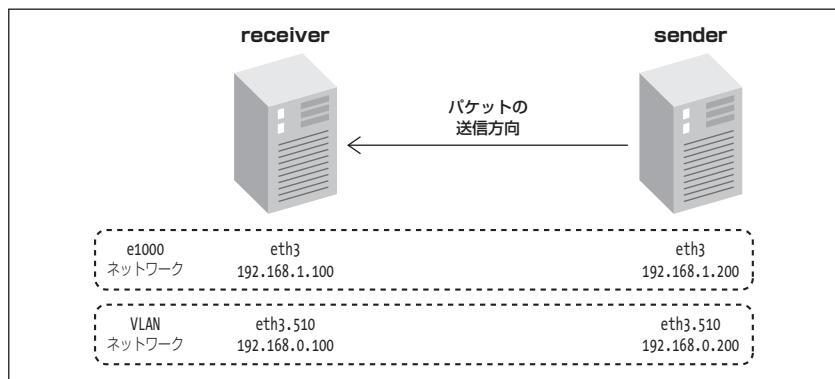 receiver
sender
パケットの
送信方向
e1000
ネットワーク
eth3
192.168.1.100
eth3
192.168.1.200
VLAN
ネットワーク
eth3.510
192.168.0.100
eth3.510
192.168.0.200